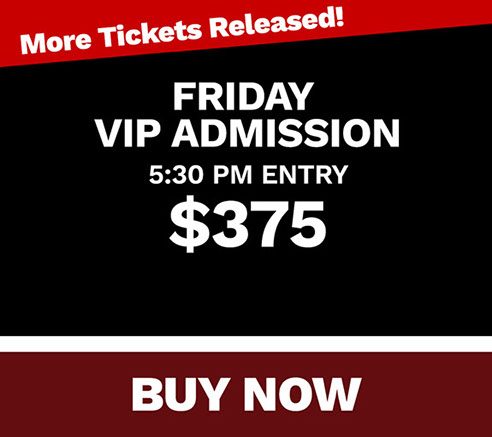 More Tickets Released!
FRIDAY
VIP ADMISSION
5:30 PM ENTRY
$375
BUY NOW